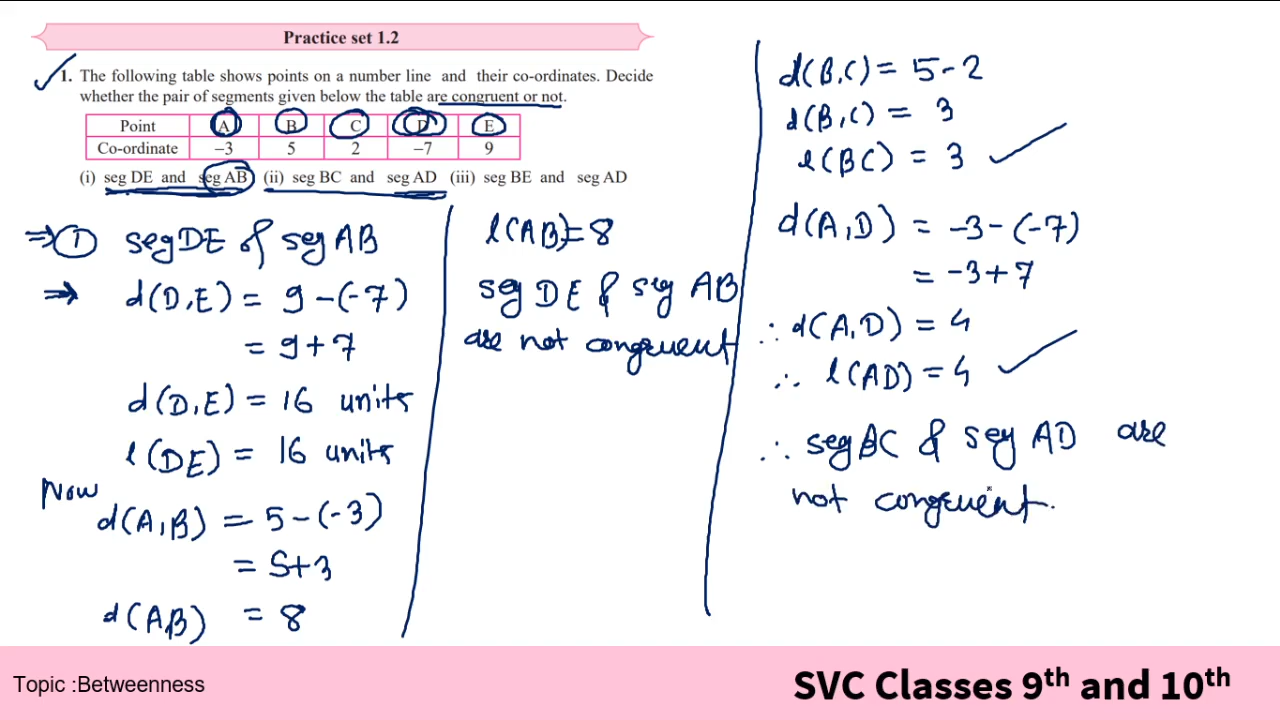 Practice set 1.2
1. The following table shows points on a number line and their co-ordinates. Decide
whether the pair of segments given below the table are congruent or not.
Point A B C D E
Co-ordinate −3 5 2 −7 9
(i) seg DE and seg AB (ii) seg BC and seg AD (iii) seg BE and seg AD
⇒ ① seg DE & seg AB
⇒ d(D,E) = 9 - (-7)
= 9 + 7
d(D,E) = 16 units
l(DE) = 16 units
Now
d(A,B) = 5 - (-3)
= 5+3
d(AB) = 8
l(AB) = 8
seg DE & seg AB
are not congruent
d(B,C) = 5 - 2
d(B,C) = 3
l(BC) = 3
d(A,D) = -3 - (-7)
= -3 + 7
∴ d(A,D) = 4
∴ l(AD) = 4
∴ seg BC & seg AD are
not congruent.
Topic :Betweenness
SVC Classes 9th and 10th